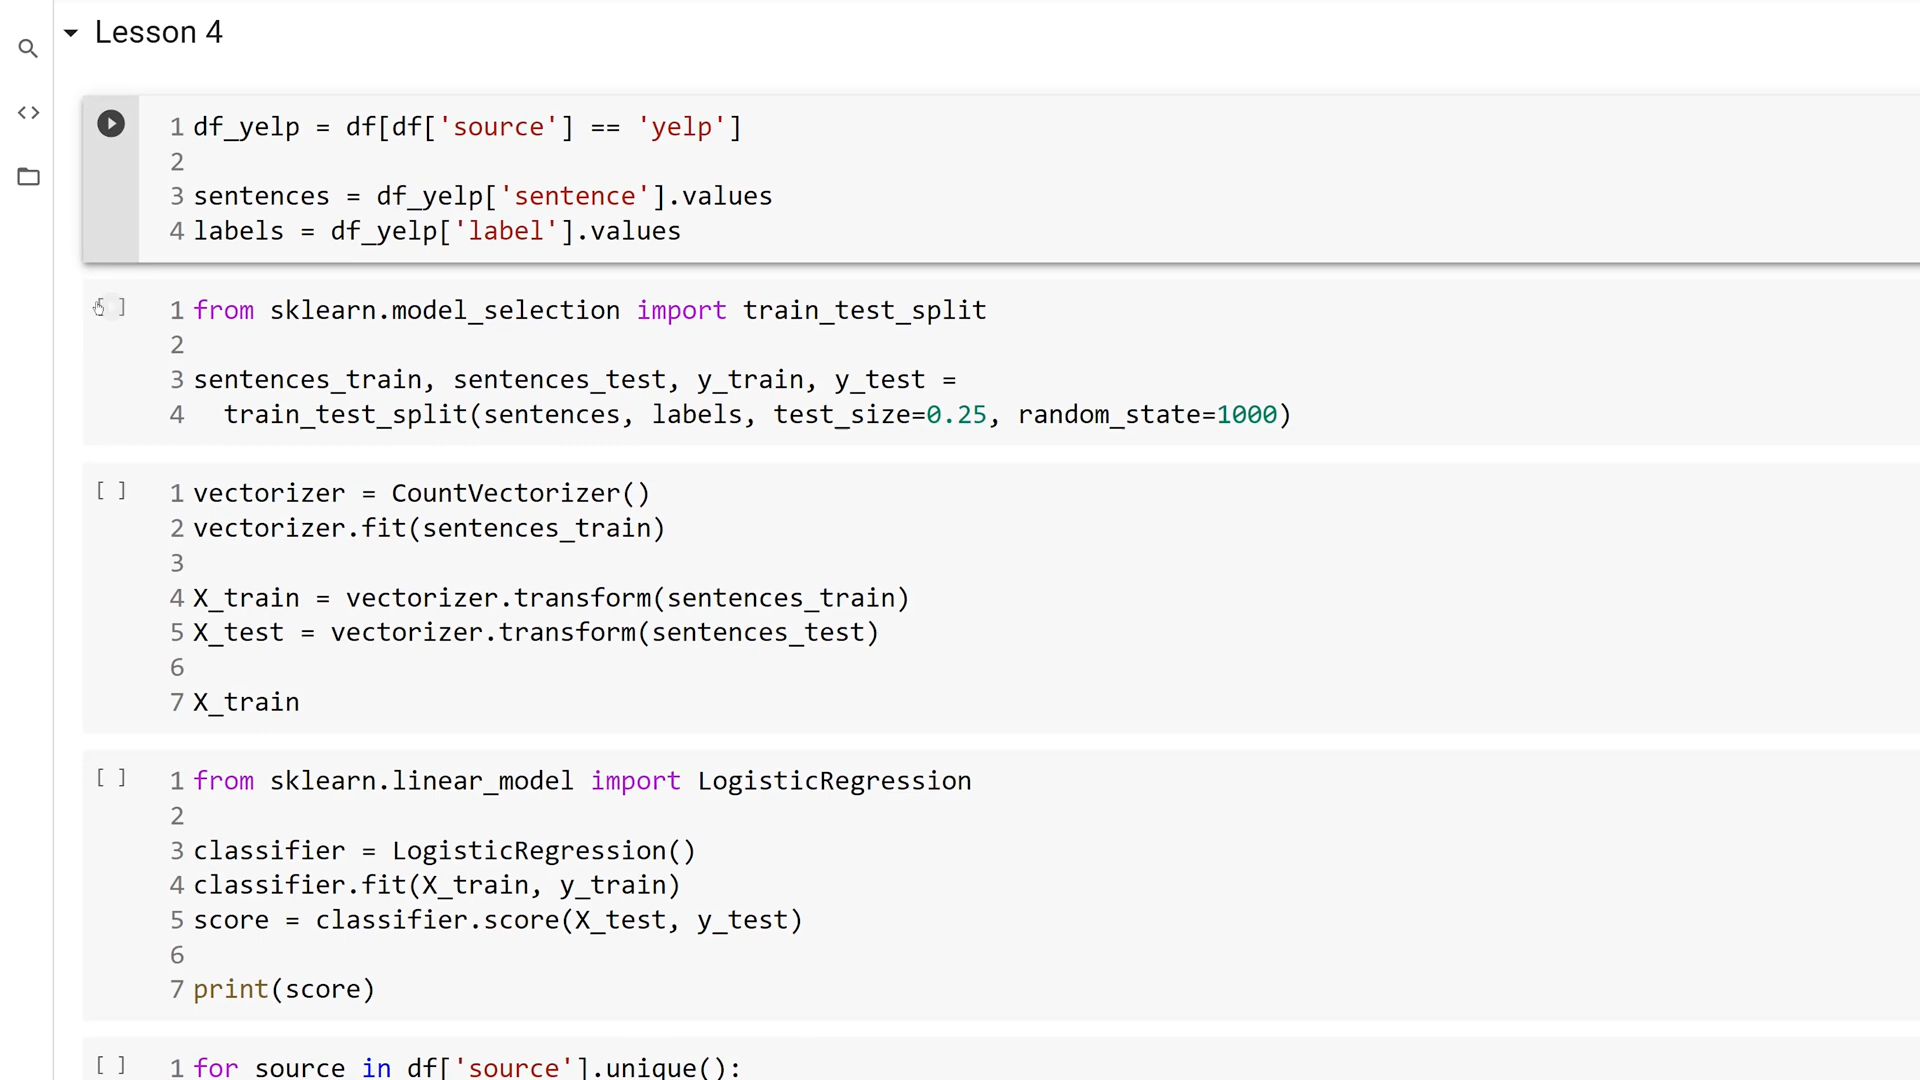 Lesson 4
1 df_yelp = df[df['source'] == 'yelp']
2
3 sentences = df_yelp['sentence'].values
4 labels = df_yelp['label'].values
[ ] 1 from sklearn.model_selection import train_test_split
2
3 sentences_train, sentences_test, y_train, y_test =
4   train_test_split(sentences, labels, test_size=0.25, random_state=1000)
[ ] 1 vectorizer = CountVectorizer()
2 vectorizer.fit(sentences_train)
3
4 X_train = vectorizer.transform(sentences_train)
5 X_test = vectorizer.transform(sentences_test)
6
7 X_train
[ ] 1 from sklearn.linear_model import LogisticRegression
2
3 classifier = LogisticRegression()
4 classifier.fit(X_train, y_train)
5 score = classifier.score(X_test, y_test)
6
7 print(score)
[ ] 1 for source in df['source'].unique():